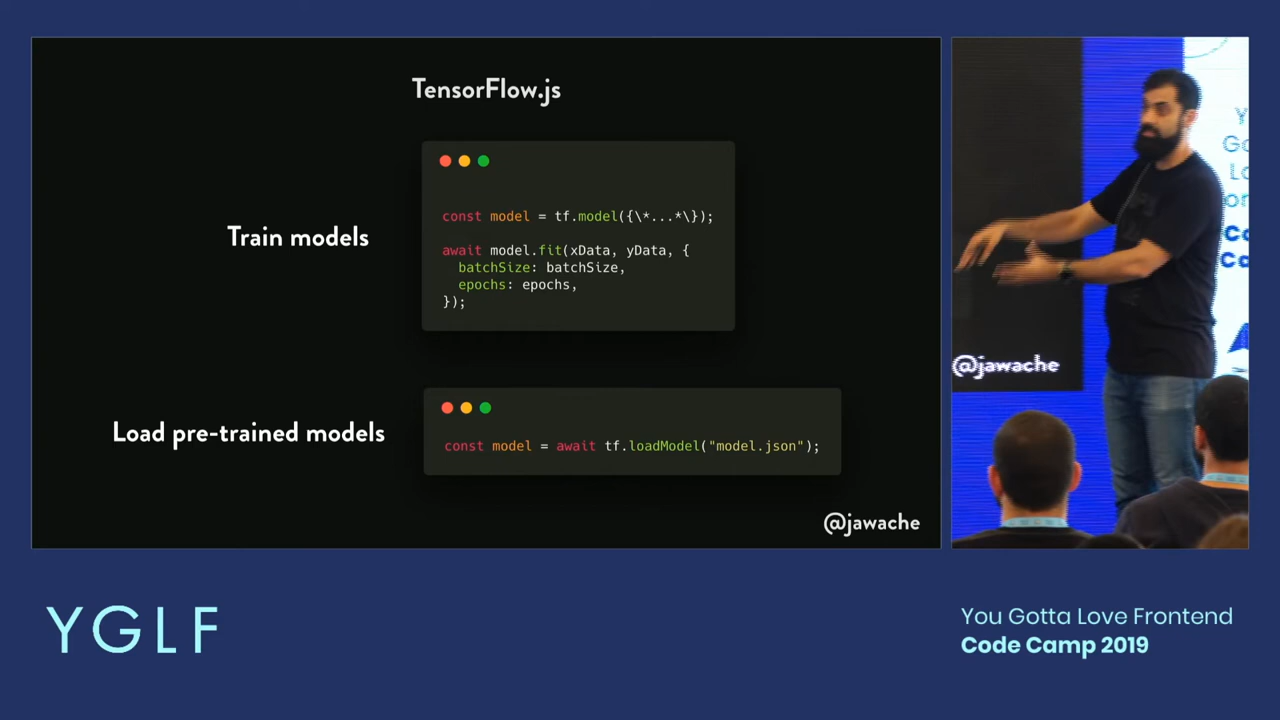 TensorFlow.js
Train models
const model = tf.model({\*...*\});
await model.fit(xData, yData, {
batchSize: batchSize,
epochs: epochs,
});
Load pre-trained models
const model = await tf.loadModel("model.json");
@jawache
@jawache
YGLF
You Gotta Love Frontend
Code Camp 2019